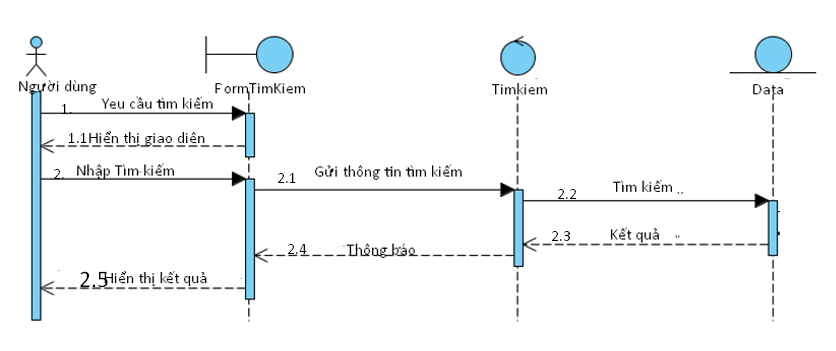 Người dùng
FormTimKiem
Timkiem
Data
1. Yeu cầu tìm kiếm
1.1Hiển thị giao diên
2. Nhập Tìm kiếm
2.1 Gửi thông tin tìm kiếm
2.2 Tìm kiếm
2.3 Kết quả
2.4 Thông báo
2.5Hiển thị kết quả